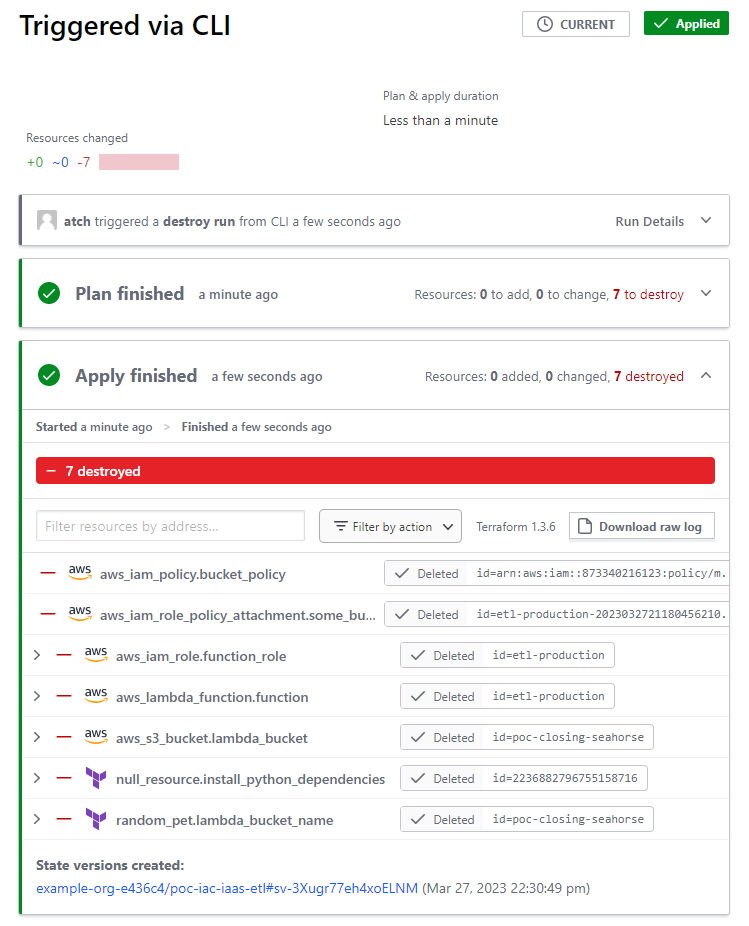 Triggered via CLI
CURRENT
Applied
Plan & apply duration
Less than a minute
Resources changed
+0 ~0 -7
atch triggered a destroy run from CLI a few seconds ago
Run Details
Plan finished a minute ago
Resources: 0 to add, 0 to change, 7 to destroy
Apply finished a few seconds ago
Resources: 0 added, 0 changed, 7 destroyed
Started a minute ago > Finished a few seconds ago
− 7 destroyed
Filter resources by address...
Filter by action
Terraform 1.3.6
Download raw log
aws aws_iam_policy.bucket_policy Deleted id=arn:aws:iam::873340216123:policy/m.
aws aws_iam_role_policy_attachment.some_bu... Deleted id=etl-production-2023032721180456210.
aws aws_iam_role.function_role Deleted id=etl-production
aws aws_lambda_function.function Deleted id=etl-production
aws aws_s3_bucket.lambda_bucket Deleted id=poc-closing-seahorse
null_resource.install_python_dependencies Deleted id=2236882796755158716
random_pet.lambda_bucket_name Deleted id=poc-closing-seahorse
State versions created:
example-org-e436c4/poc-iac-iaas-etl#sv-3Xugr77eh4xoELNM (Mar 27, 2023 22:30:49 pm)